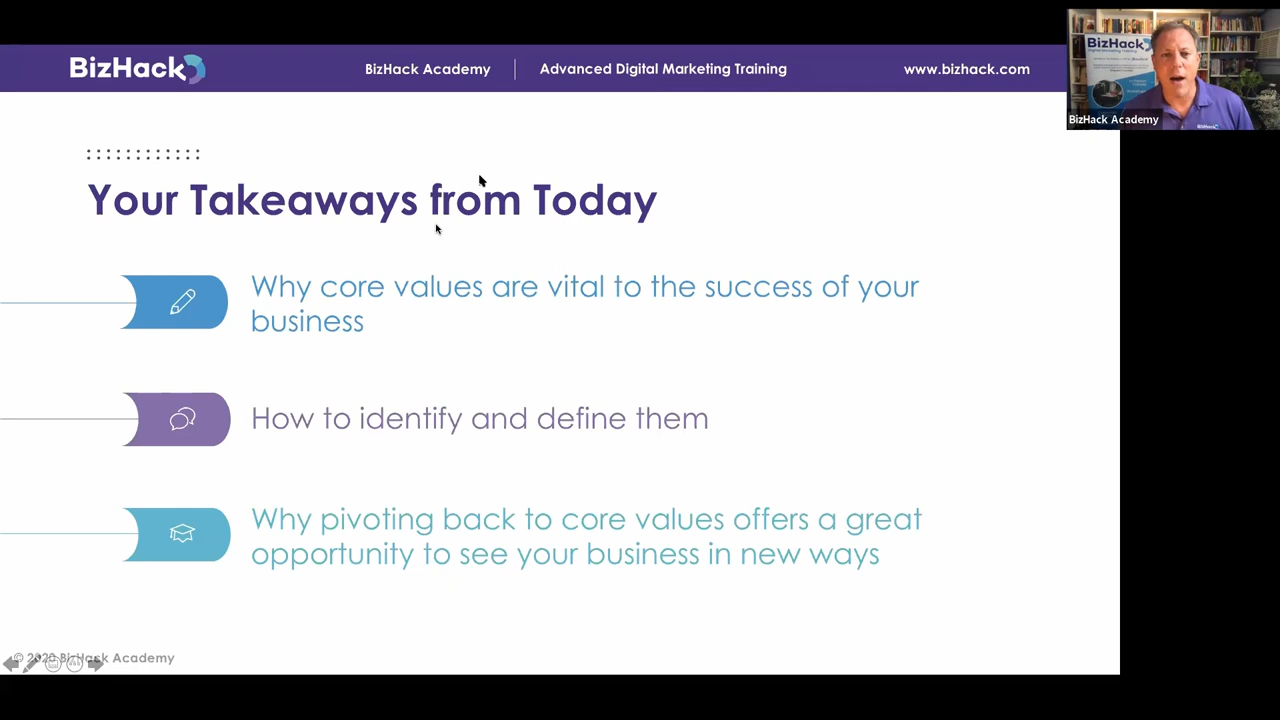 BizHack
BizHack Academy
Advanced Digital Marketing Training
www.bizhack.com
BizHack
BizHack Academy
Your Takeaways from Today
Why core values are vital to the success of your
business
How to identify and define them
Why pivoting back to core values offers a great
opportunity to see your business in new ways
© 2020 BizHack Academy